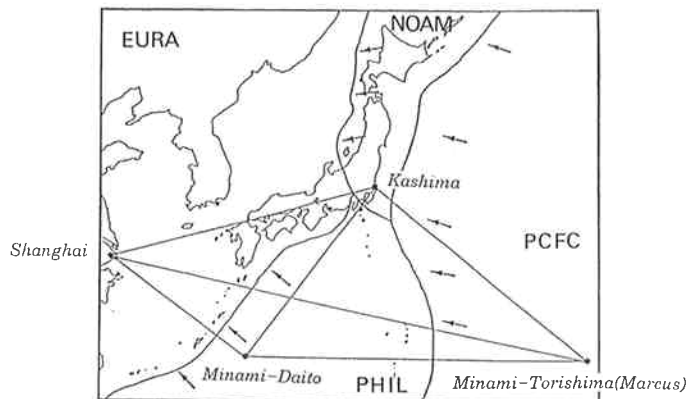 EURA
NOAM
Kashima
Shanghai
PCFC
Minami-Daito
PHIL
Minami-Torishima(Marcus)